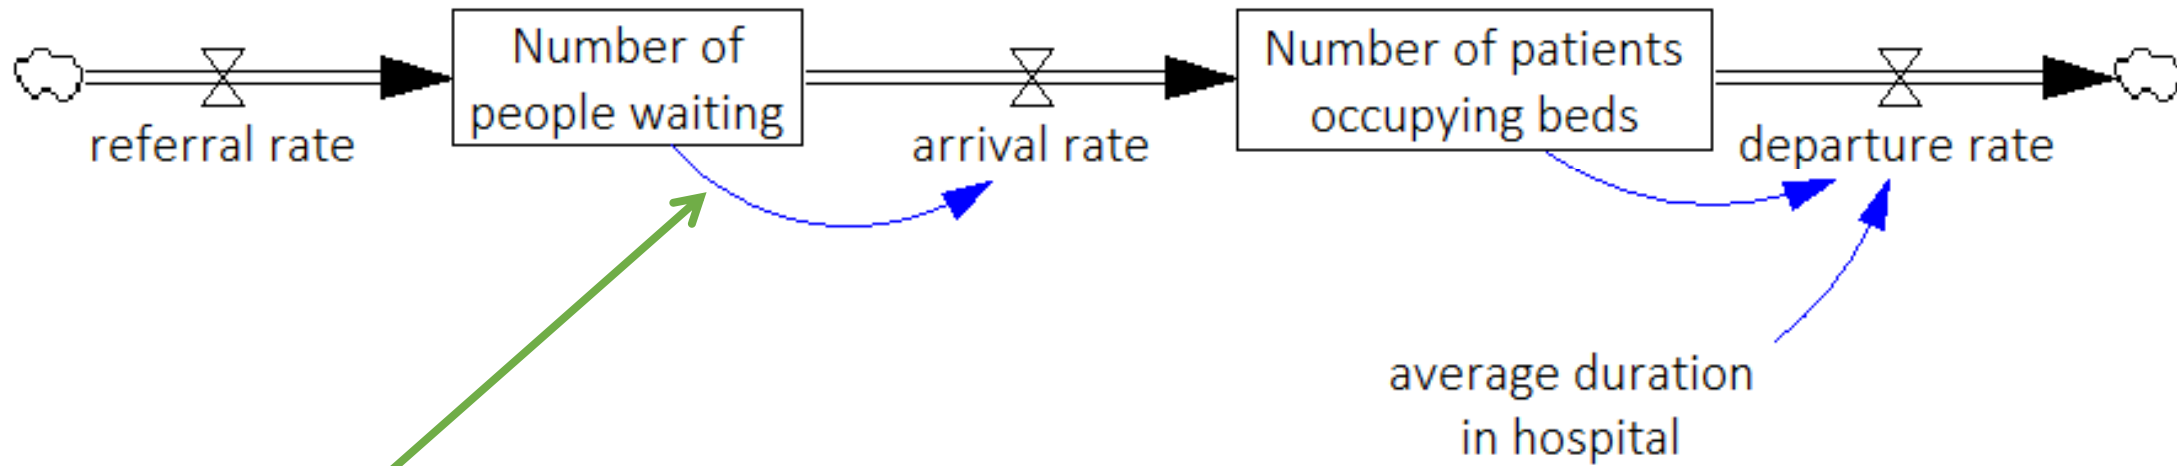 Number of
people waiting
Number of patients
occupying beds
referral rate
arrival rate
departure rate
average duration
in hospital